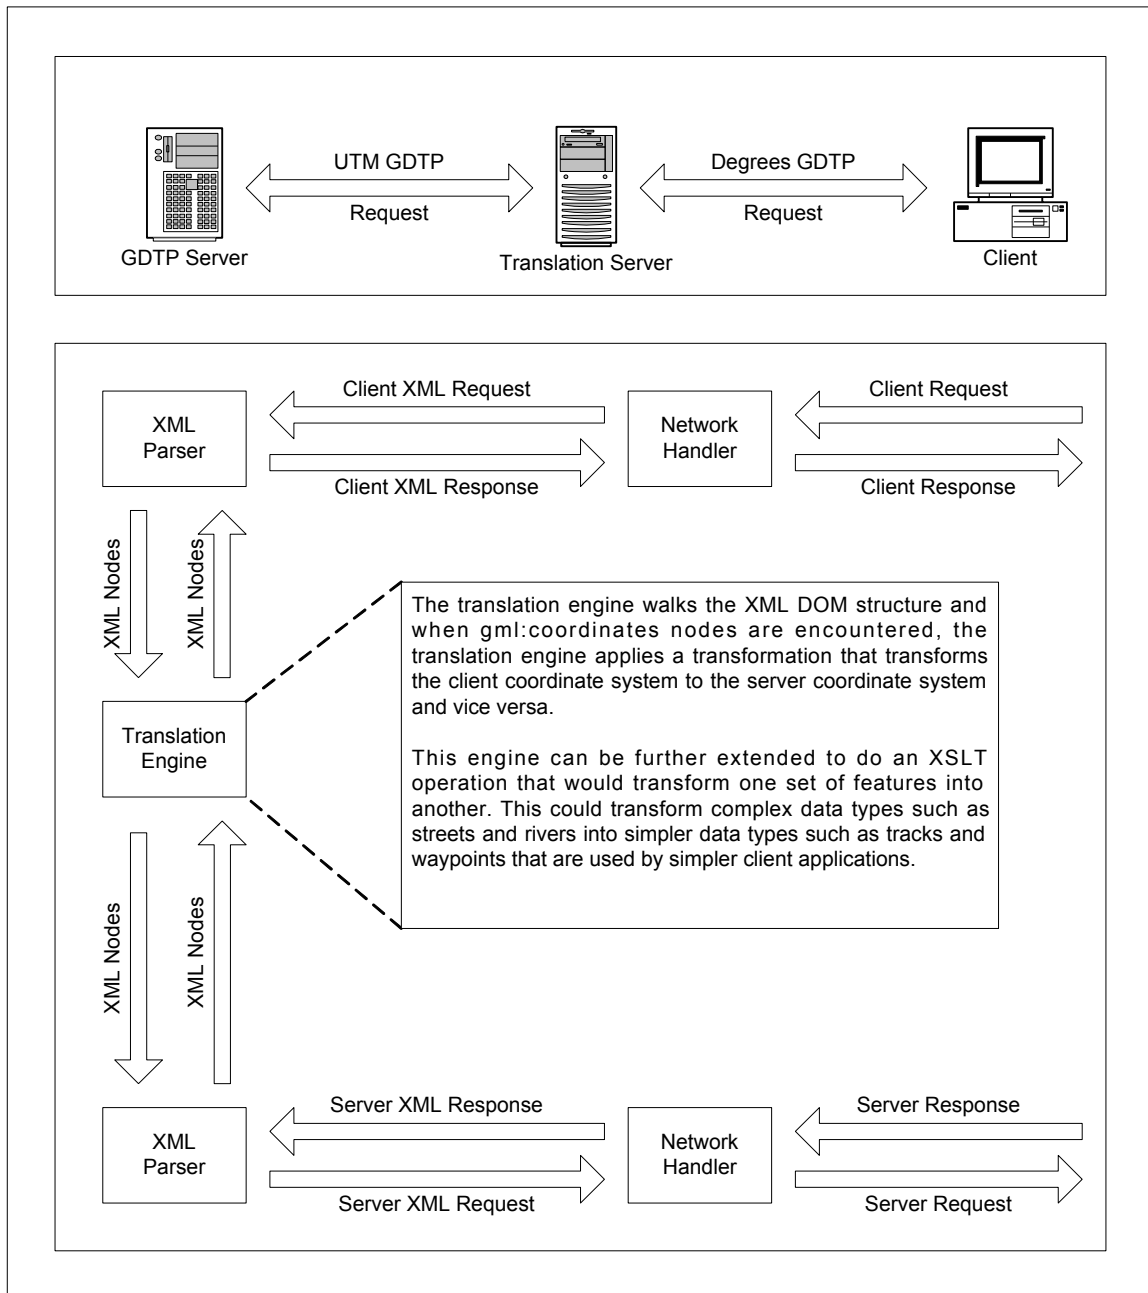 UTM GDTP
Request
Degrees GDTP
Request
GDTP Server
Translation Server
Client
XML
Parser
Client XML Request
Client XML Response
Network
Handler
Client Request
Client Response
XML Nodes
XML Nodes
Translation
Engine
The translation engine walks the XML DOM structure and
when gml:coordinates nodes are encountered, the
translation engine applies a transformation that transforms
the client coordinate system to the server coordinate system
and vice versa.
This engine can be further extended to do an XSLT
operation that would transform one set of features into
another. This could transform complex data types such as
streets and rivers into simpler data types such as tracks and
waypoints that are used by simpler client applications.
XML Nodes
XML Nodes
XML
Parser
Server XML Response
Server XML Request
Network
Handler
Server Response
Server Request